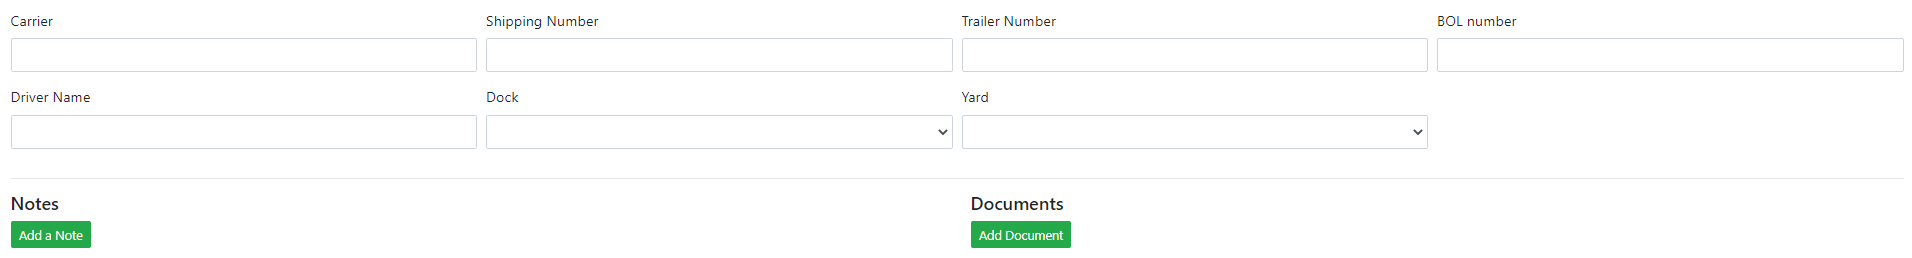 Carrier Shipping Number Trailer Number BOL number
Driver Name Dock Yard
Notes Documents
Add a Note Add Document